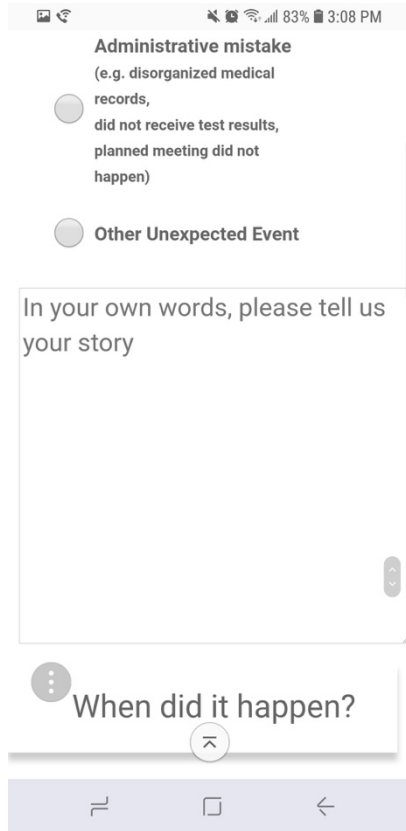 83% 3:08 PM
Administrative mistake
(e.g. disorganized medical
records,
did not receive test results,
planned meeting did not
happen)
Other Unexpected Event
In your own words, please tell us
your story
When did it happen?